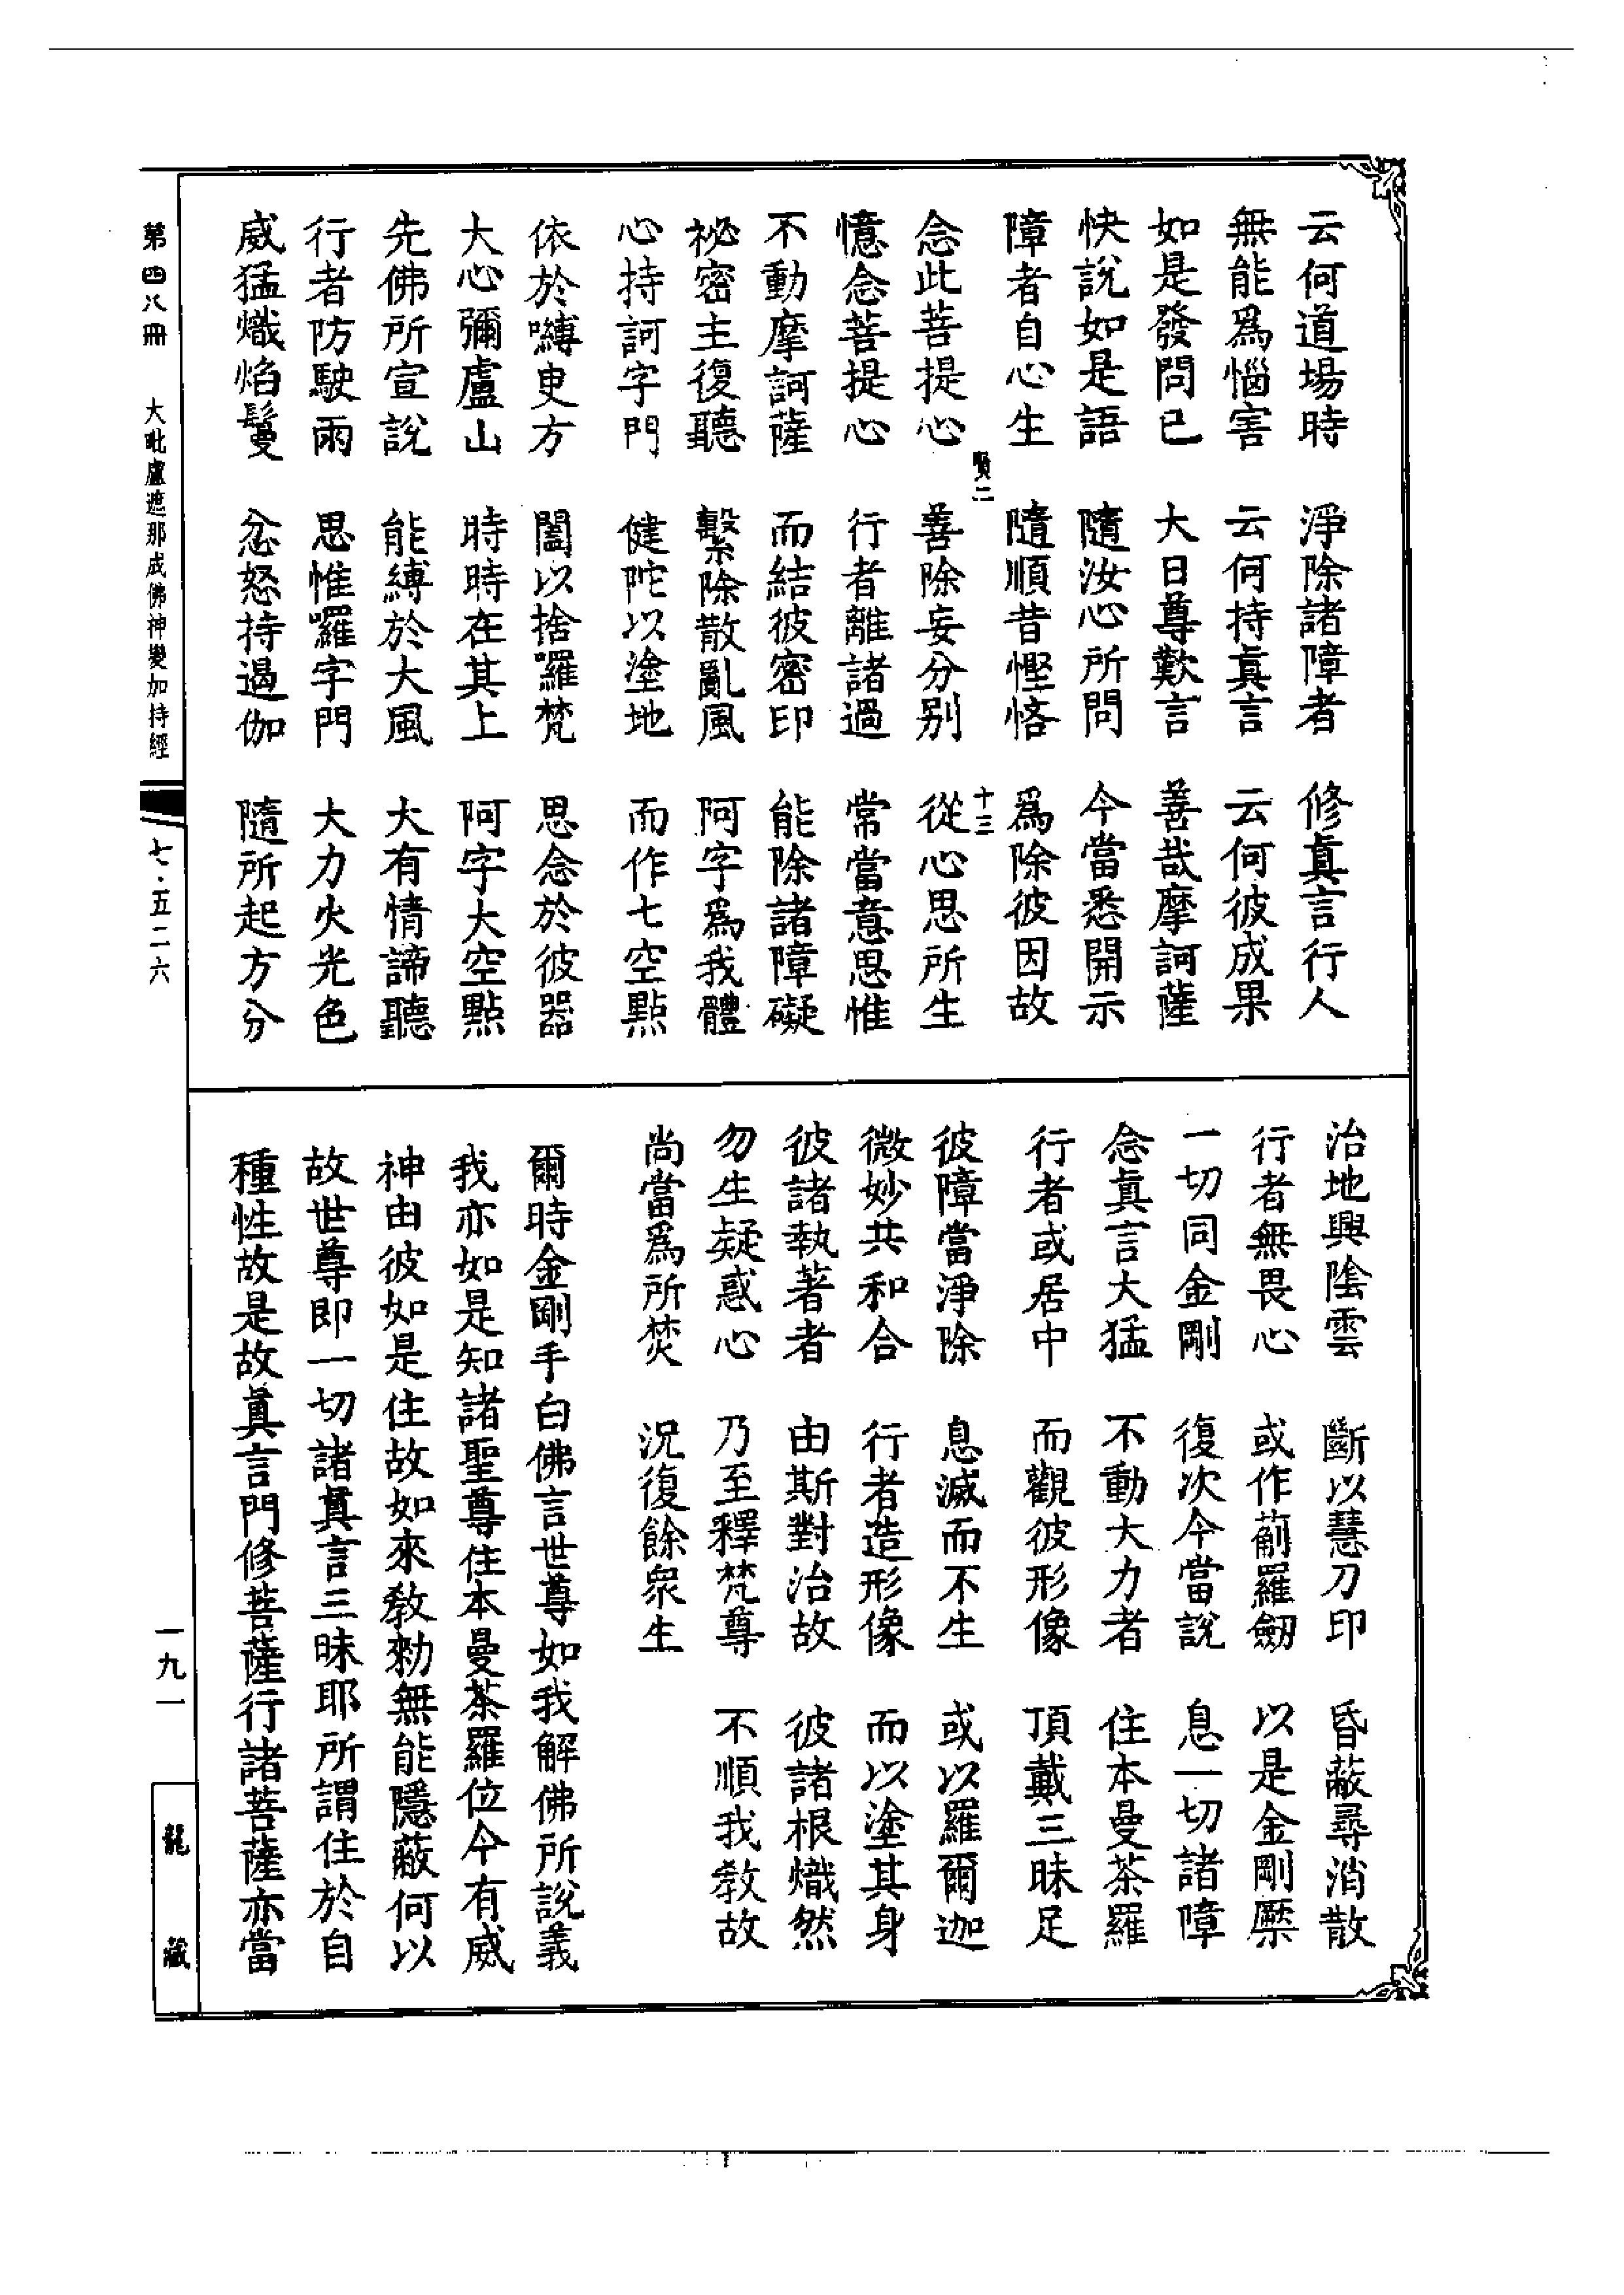 云何道場時　淨除諸障者　修眞言行人
無能爲惱害　云何持眞言　云何彼成果
如是發問已　大日尊歎言　善哉摩訶薩
快說如是語　隨汝心所問　今當悉開示
障者自心生　隨順昔慳悋　爲除彼因故
賢二　十三
念此菩提心　善除妄分別　從心思所生
憶念菩提心　行者離諸過　常當意思惟
不動摩訶薩　而結彼密印　能除諸障礙
祕密主復聽　繫除散亂風　阿字爲我體
心持訶字門　健陀以塗地　而作七空點
依於嚩㕜方　闔以捨囉梵　思念於彼器
大心彌盧山　時時在其上　阿字大空點
先佛所宣說　能縛於大風　大有情諦聽
行者防駛雨　思惟囉字門　大力火光色
威猛熾焰鬘　忿怒持遏伽　隨所起方分
治地興陰雲　斷以慧刀印　昏蔽尋消散
行者無畏心　或作葪羅劒　以是金剛橛
一切同金剛　復次今當說　息一切諸障
念眞言大猛　不動大力者　住本曼茶羅
行者或居中　而觀彼形像　頂戴三昧足
彼障當淨除　息滅而不生　或以羅爾迦
微妙共和合　行者造形像　而以塗其身
彼諸執著者　由斯對治故　彼諸根熾然
勿生疑惑心　乃至釋梵尊　不順我教故
尚當爲所焚　況復餘衆生
爾時金剛手白佛言世尊如我解佛所說義
我亦如是知諸聖尊住本曼茶羅位令有威
神由彼如是住故如來教勑無能隱蔽何以
故世尊即一切諸眞言三昧耶所謂住於自
種性故是故眞言門修菩薩行諸菩薩亦當
第四八冊　大毗盧遮那成佛神變加持經　七·五二六　一九一　龍藏